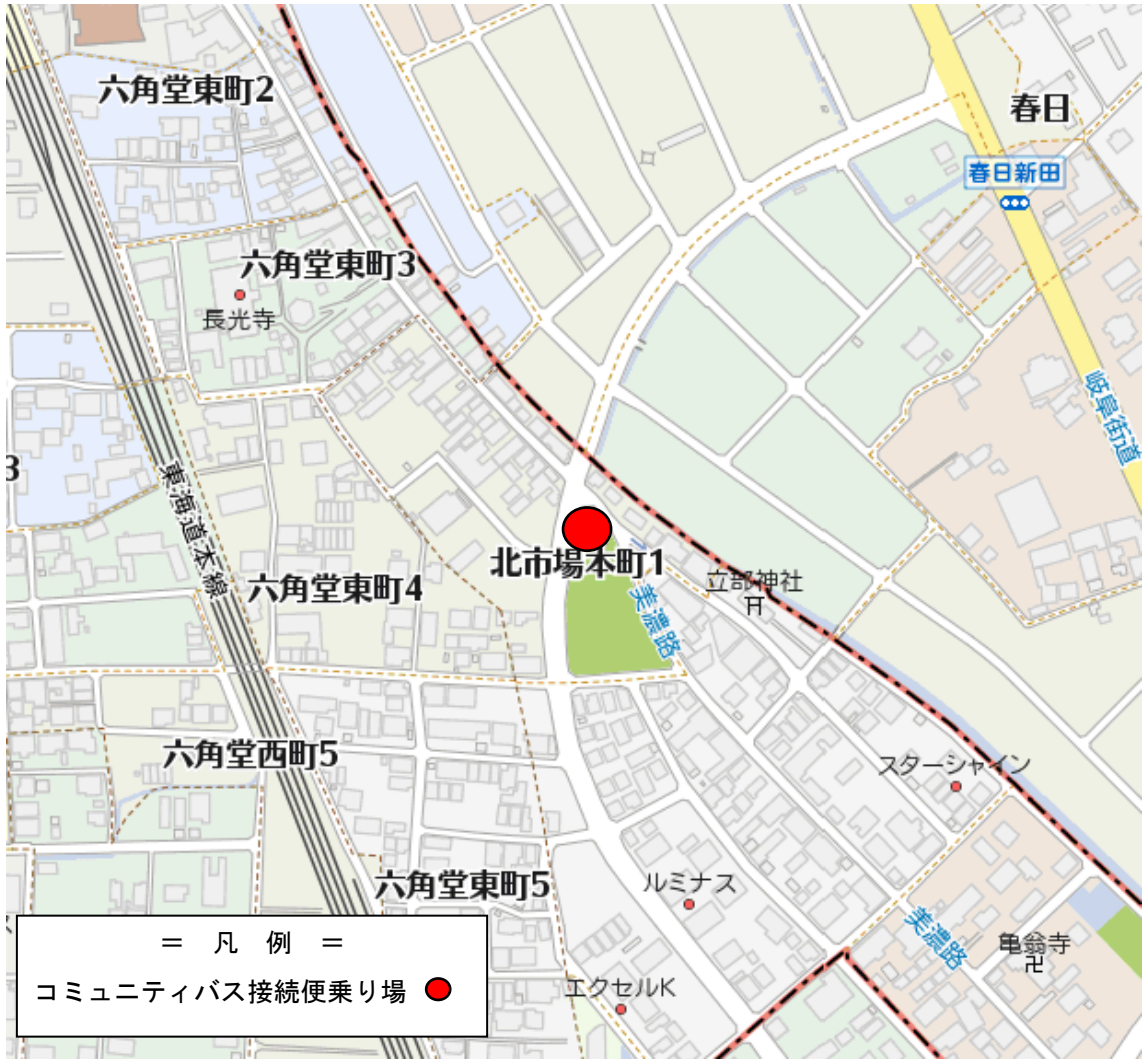 六角堂東町2
春日
春日新田
六角堂東町3
長光寺
岐阜街道
3
東海道本線
北市場本町1
六角堂東町4
立部神社
美濃路
六角堂西町5
スターシャイン
六角堂東町5
ルミナス
美濃路
亀翁寺
エクセルK
＝ 凡 例 ＝
コミュニティバス接続便乗り場